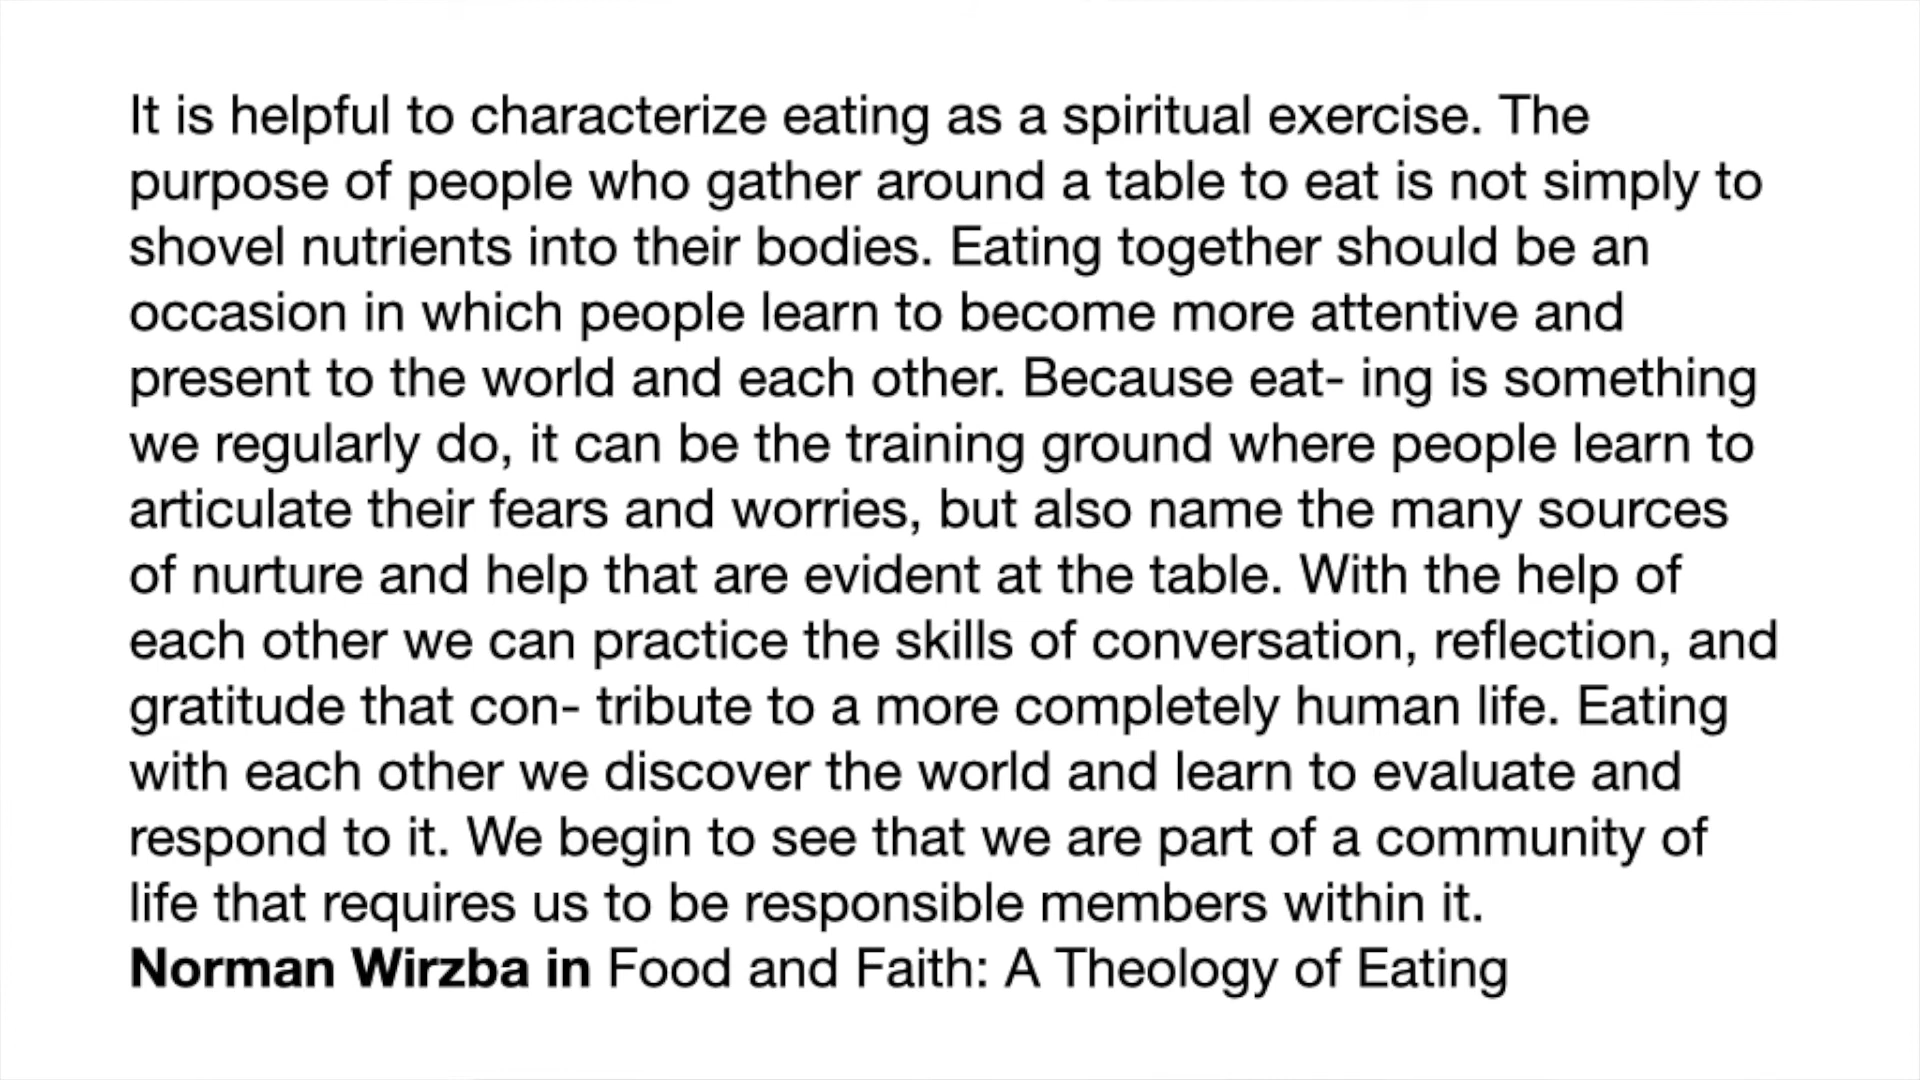 It is helpful to characterize eating as a spiritual exercise. The
purpose of people who gather around a table to eat is not simply to
shovel nutrients into their bodies. Eating together should be an
occasion in which people learn to become more attentive and
present to the world and each other. Because eat- ing is something
we regularly do, it can be the training ground where people learn to
articulate their fears and worries, but also name the many sources
of nurture and help that are evident at the table. With the help of
each other we can practice the skills of conversation, reflection, and
gratitude that con- tribute to a more completely human life. Eating
with each other we discover the world and learn to evaluate and
respond to it. We begin to see that we are part of a community of
life that requires us to be responsible members within it.
Norman Wirzba in Food and Faith: A Theology of Eating